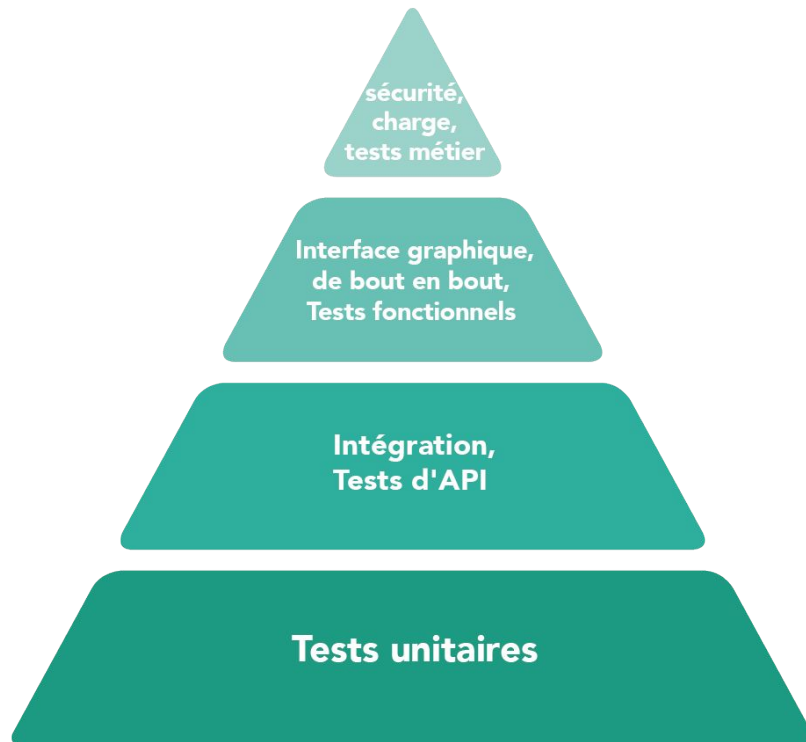 sécurité,
charge,
tests métier
Interface graphique,
de bout en bout,
Tests fonctionnels
Intégration,
Tests d'API
Tests unitaires